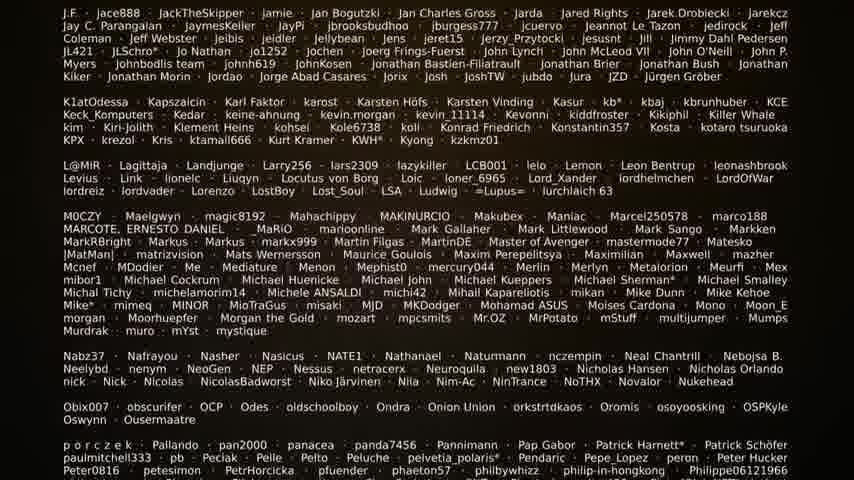 J.F. · Jace888 · JackTheSkipper · jamie · Jan Bogutzki · Jan Charles Gross · Jarda · Jared Rights · Jarek.Drobiecki · Jarekcz
Jay C. Parangalan · JaymesKeller · JayPi · jbrooksbudhoo · jburgess777 · jcuervo · Jeannot Le Tazon · jedirock · Jeff
Coleman · Jeff Webster · Jeibis · jeidler · Jellybean · Jens · jeret15 · Jerzy_Przytocki · jesusnt · Jill · Jimmy Dahl Pedersen
JL421 · JLSchro* · Jo Nathan · jo1252 · Jochen · Joerg Frings-Fuerst · John Lynch · John McLeod VII · John O'Neill · John P.
Myers · Johnbodlis team · johnh619 · JohnKosen · Jonathan Bastien-Filiatrault · Jonathan Brier · Jonathan Bush · Jonathan
Kiker · Jonathan Morin · Jordao · Jorge Abad Casares · Jorix · Josh · JoshTW · jubdo · Jura · JZD · Jürgen Gröber
K1atOdessa · Kapszalcin · Karl Faktor · karost · Karsten Höfs · Karsten Vinding · Kasur · kb* · kbaj · kbrunhuber · KCE
Keck_Komputers · Kedar · keine-ahnung · kevin.morgan · kevin_11114 · Kevonni · kiddfroster · Kikiphil · Killer Whale
kim · Kiri-Jolith · Klement Heins · kohsei · Kole6738 · koli · Konrad Friedrich · Konstantin357 · Kosta · kotaro tsuruoka
KPX · krezol · Kris · ktamail666 · Kurt Kramer · KWH* · Kyong · kzkmz01
L@MiR · Lagittaja · Landjunge · Larry256 · lars2309 · lazykiller · LCB001 · lelo · Lemon · Leon Bentrup · leonashbrook
Levius · Link · lionelc · Liuqyn · Locutus von Borg · Loic · loner_6965 · Lord_Xander · lordhelmchen · LordOfWar
lordreiz · lordvader · Lorenzo · LostBoy · Lost_Soul · LSA · Ludwig · =Lupus= · lurchlaich 63
M0CZY · Maelgwyn · magic8192 · Mahachippy · MAKINURCIO · Makubex · Maniac · Marcel250578 · marco188
MARCOTE, ERNESTO DANIEL · _MaRiO · marioonline · Mark Gallaher · Mark Littlewood · Mark Sango · Markken
MarkRBright · Markus · Markus · markx999 · Martin Filgas · MartinDE · Master of Avenger · mastermode77 · Matesko
|MatMan| · matrizvision · Mats Wernersson · Maurice Goulois · Maxim Perepelitsya · Maximilian · Maxwell · mazher
Mcnef · MDodier · Me · Mediature · Menon · Mephist0 · mercury044 · Merlin · Merlyn · Metalorion · Meurfi · Mex
mibor1 · Michael Cockrum · Michael Huenicke · Michael John · Michael Kueppers · Michael Sherman* · Michael Smalley
Michal Tichy · michelamorim14 · Michele ANSALDI · michi42 · Mihail Kapareliotis · mikan · Mike Dunn · Mike Kehoe
Mike* · mimeq · MINOR · MioTraGus · misaki · MJD · MKDodger · Mohamad ASUS · Moises Cardona · Mono · Moon_E
morgan · Moorhuepfer · Morgan the Gold · mozart · mpcsmits · Mr.OZ · MrPotato · mStuff · multijumper · Mumps
Murdrak · muro · mYst · mystique
Nabz37 · Nafrayou · Nasher · Nasicus · NATE1 · Nathanael · Naturmann · nczempin · Neal Chantrill · Nebojsa B.
Neelybd · nenym · NeoGen · NEP · Nessus · netracerx · Neuroquila · new1803 · Nicholas Hansen · Nicholas Orlando
nick · Nick · Nicolas · NicolasBadworst · Niko Järvinen · Nila · Nim-Ac · NinTrance · NoTHX · Novalor · Nukehead
Obix007 · obscurifer · OCP · Odes · oldschoolboy · Ondra · Onion Union · orkstrtdkaos · Oromis · osoyoosking · OSPKyle
Oswynn · Ousermaatre
p o r c z e k · Pallando · pan2000 · panacea · panda7456 · Pannimann · Pap Gabor · Patrick Harnett* · Patrick Schöfer
paulmitchell333 · pb · Peciak · Pelle · Pelto · Peluche · pelvetia_polaris* · Pendaric · Pepe_Lopez · peron · Peter Hucker
Peter0816 · petesimon · PetrHorcicka · pfuender · phaeton57 · philbywhizz · philip-in-hongkong · Philippe06121966